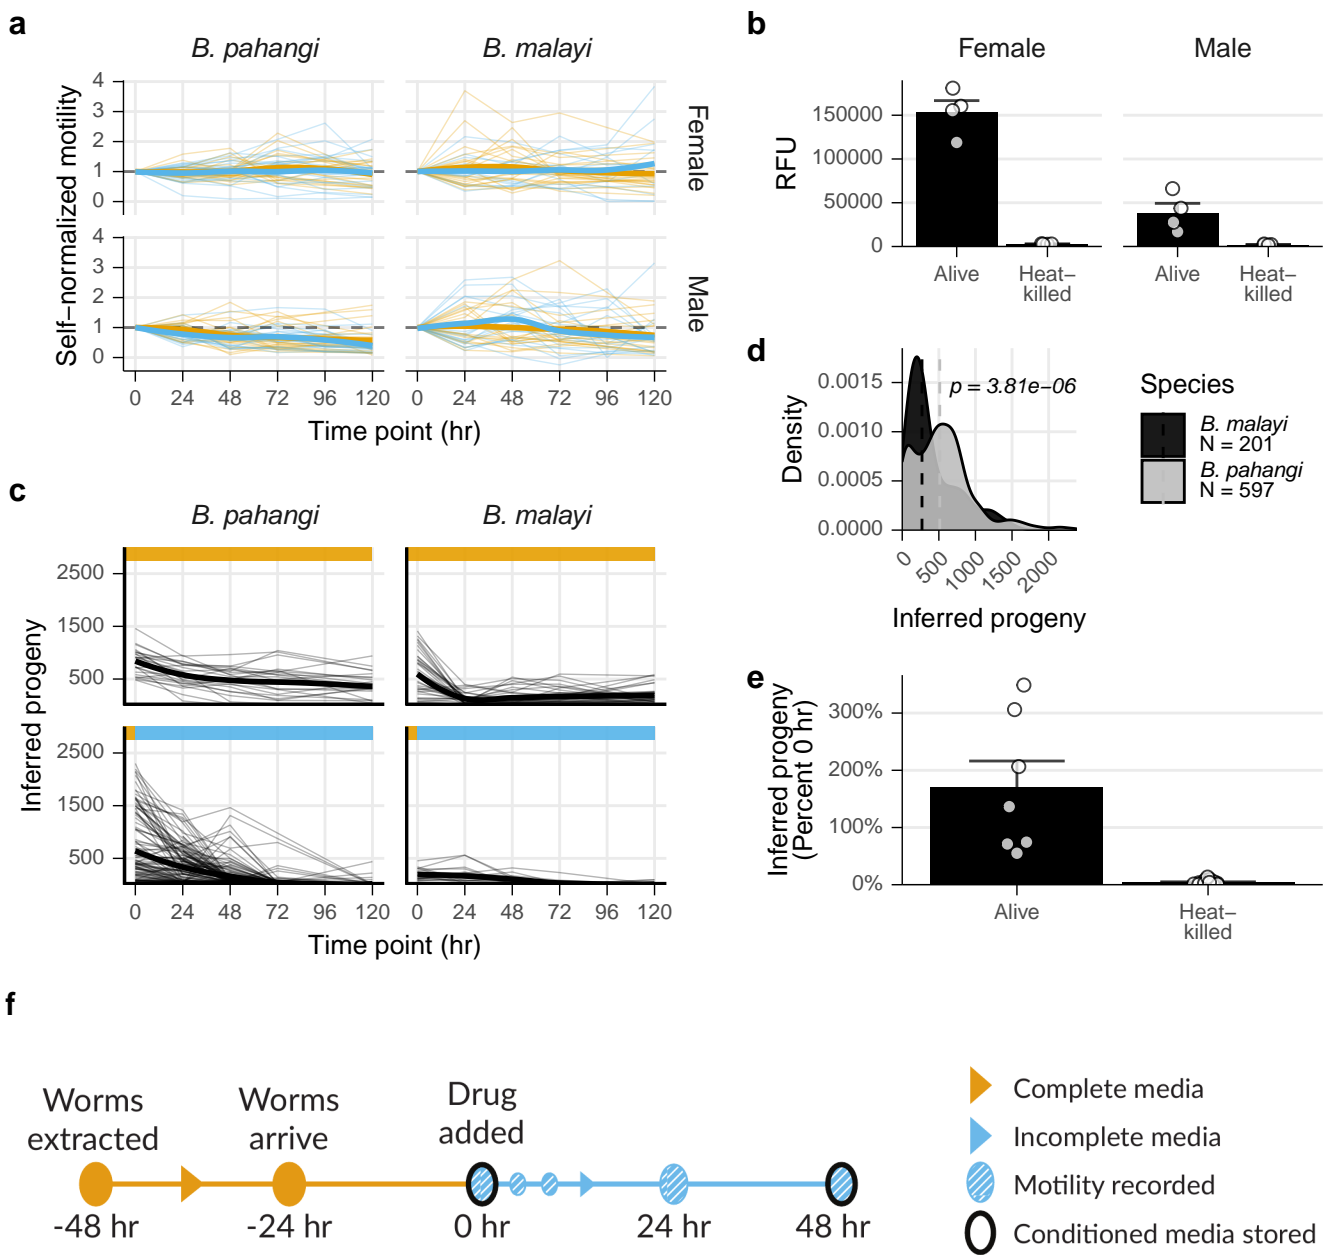 a
B. pahangi
B. malayi
Self−normalized motility
4
3
2
1
0
Female
4
3
2
1
0
Male
0 24 48 72 96 120
0 24 48 72 96 120
Time point (hr)
b
Female
Male
RFU
150000
100000
50000
0
Alive
Heat−
killed
Alive
Heat−
killed
c
B. pahangi
B. malayi
Inferred progeny
2500
1500
500
2500
1500
500
0 24 48 72 96 120
0 24 48 72 96 120
Time point (hr)
d
Density
0.0015
0.0010
0.0005
0.0000
p = 3.81e−06
0 500 1000 1500 2000
Inferred progeny
Species
B. malayi
N = 201
B. pahangi
N = 597
e
Inferred progeny
(Percent 0 hr)
300%
200%
100%
0%
Alive
Heat−
killed
f
Worms
extracted
Worms
arrive
Drug
added
-48 hr
-24 hr
0 hr
24 hr
48 hr
Complete media
Incomplete media
Motility recorded
Conditioned media stored